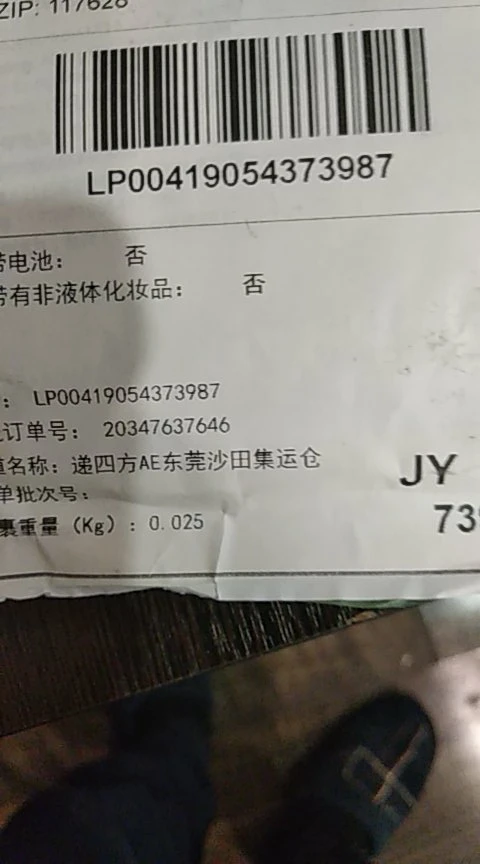 ZIP: 117628
LP00419054373987
带电池： 否
带有非液体化妆品： 否
： LP00419054373987
订单号： 20347637646
道名称：递四方AE东莞沙田集运仓
JY
单批次号：
73
裹重量（Kg）：0.025